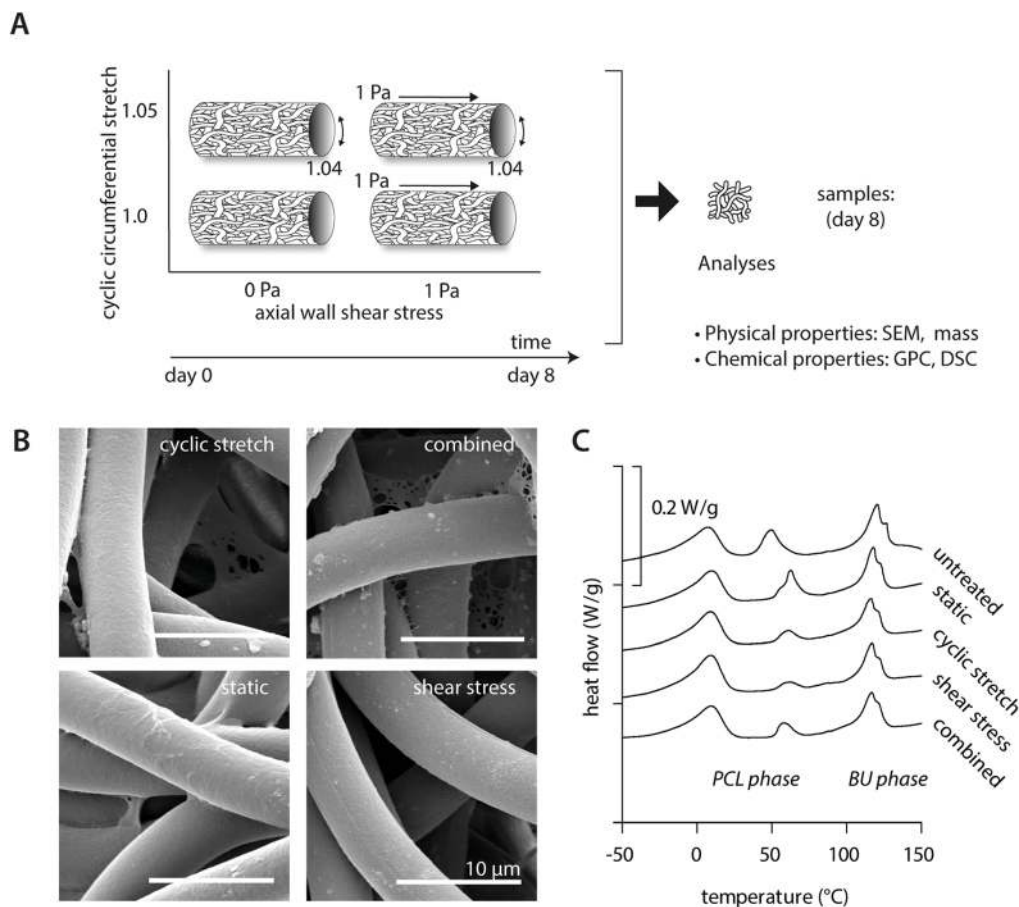 A
cyclic circumferential stretch
1.05
1.0
1 Pa
1.04
1.04
1 Pa
0 Pa
1 Pa
axial wall shear stress
time
day 0
day 8
samples:
(day 8)
Analyses
• Physical properties: SEM, mass
• Chemical properties: GPC, DSC
B
cyclic stretch
combined
static
shear stress
10 µm
C
heat flow (W/g)
0.2 W/g
untreated
static
cyclic stretch
shear stress
combined
PCL phase
BU phase
-50
0
50
100
150
temperature (°C)